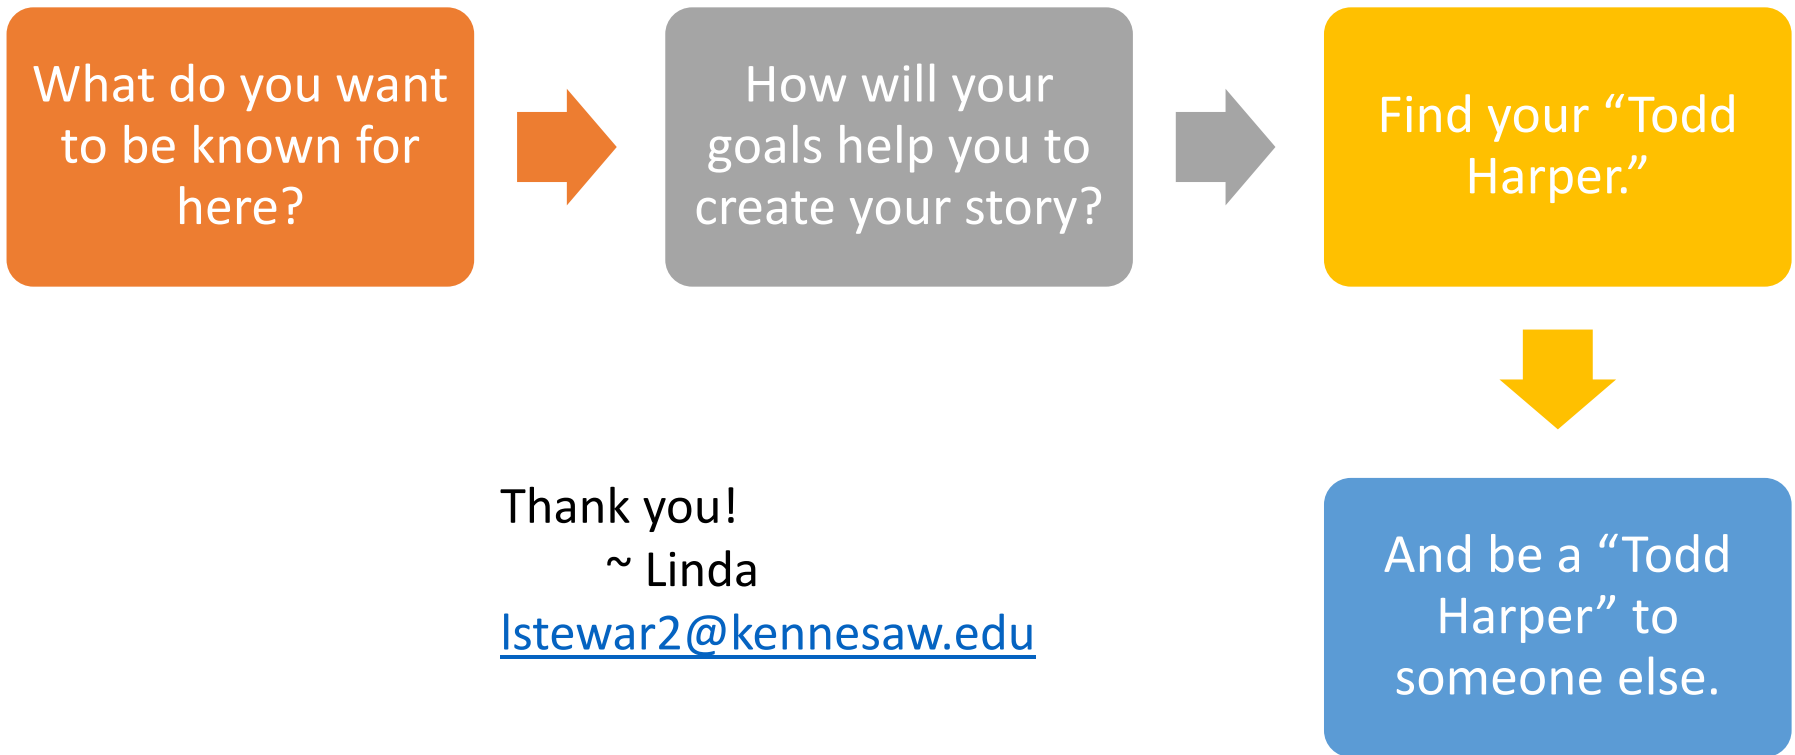 What do you want
to be known for
here?
How will your
goals help you to
create your story?
Find your “Todd
Harper.”
And be a “Todd
Harper” to
someone else.
Thank you!
~ Linda
lstewar2@kennesaw.edu